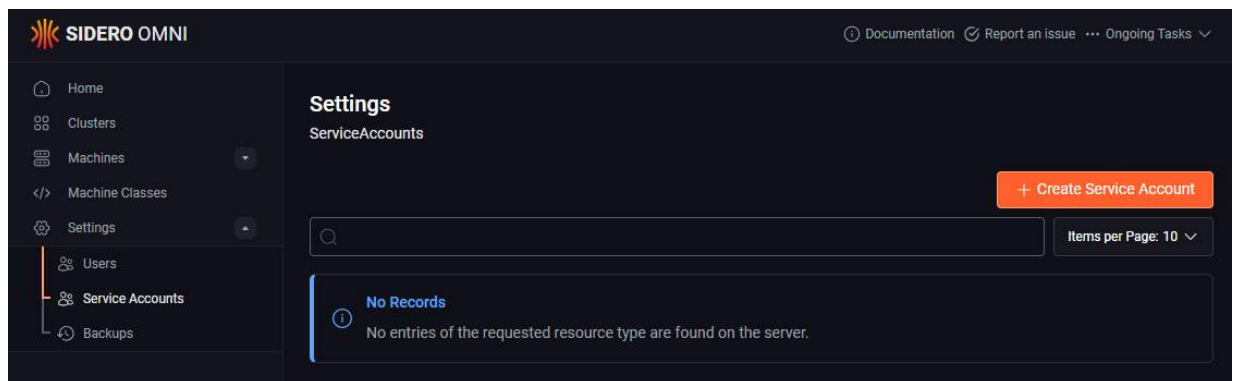 SIDERO OMNI
Documentation Report an issue ... Ongoing Tasks
Home
Clusters
Machines
Machine Classes
Settings
Users
Service Accounts
Backups
Settings
ServiceAccounts
+ Create Service Account
Items per Page: 10
No Records
No entries of the requested resource type are found on the server.